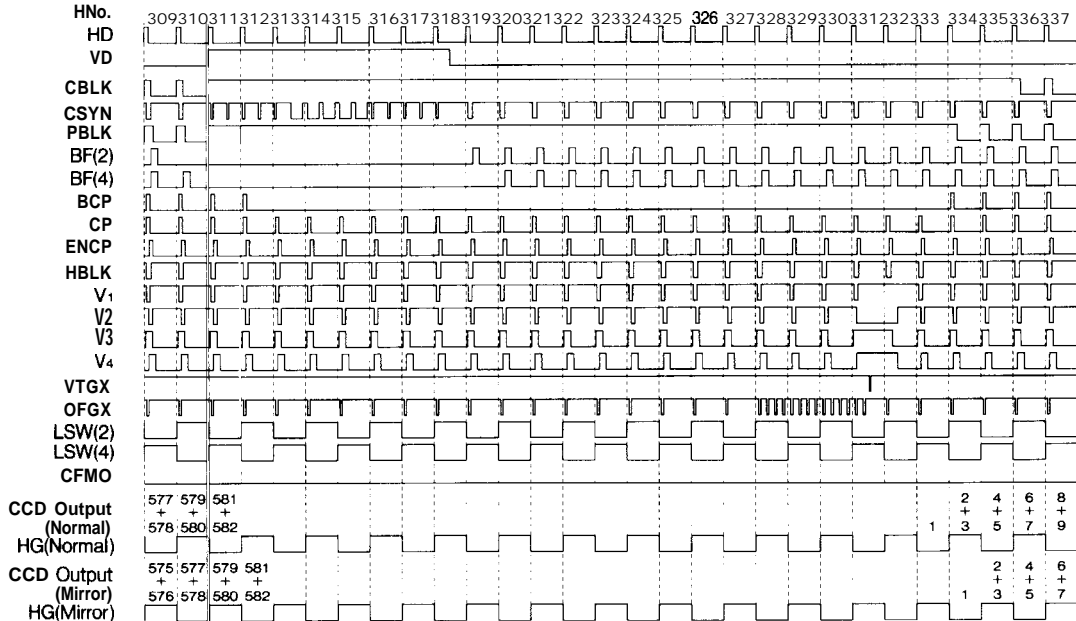 HNo. 309 310 311 312 313 314 315 316 317 318 319 320 321 322 323 324 325 326 327 328 329 330 331 332 333 334 335 336 337
HD
VD
CBLK
CSYN
PBLK
BF(2)
BF(4)
BCP
CP
ENCP
HBLK
V1
V2
V3
V4
VTGX
OFGX
LSW(2)
LSW(4)
CFMO
577 579 581 2 4 6 8
CCD Output + + + + + + +
(Normal) 578 580 582 1 3 5 7 9
HG(Normal)
575 577 579 581 2 4 6
CCD Output + + + + + + +
(Mirror) 576 578 580 582 1 3 5 7
HG(Mirror)